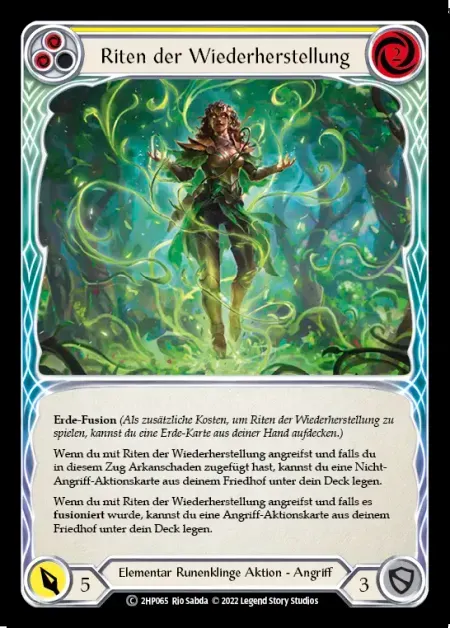 Riten der Wiederherstellung
2
Erde-Fusion (Als zusätzliche Kosten, um Riten der Wiederherstellung zu
spielen, kannst du eine Erde-Karte aus deiner Hand aufdecken.)
Wenn du mit Riten der Wiederherstellung angreifst und falls du
in diesem Zug Arkanschaden zugefügt hast, kannst du eine Nicht-
Angriff-Aktionskarte aus deinem Friedhof unter dein Deck legen.
Wenn du mit Riten der Wiederherstellung angreifst und falls es
fusioniert wurde, kannst du eine Angriff-Aktionskarte aus deinem
Friedhof unter dein Deck legen.
5
Elementar Runenklinge Aktion - Angriff
3
C 2HP065 Rio Sabda © 2022 Legend Story Studios